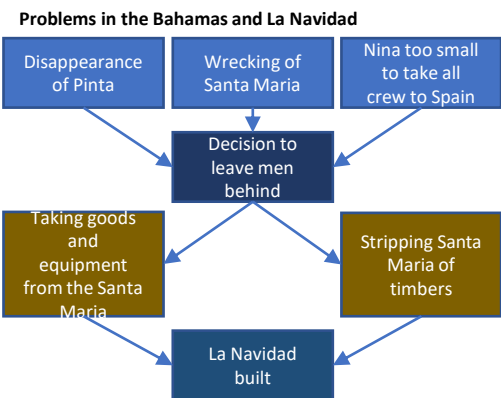 Problems in the Bahamas and La Navidad
Disappearance
of Pinta
Wrecking of
Santa Maria
Nina too small
to take all
crew to Spain
Decision to
leave men
behind
Taking goods
and
equipment
from the Santa
Maria
Stripping Santa
Maria of
timbers
La Navidad
built